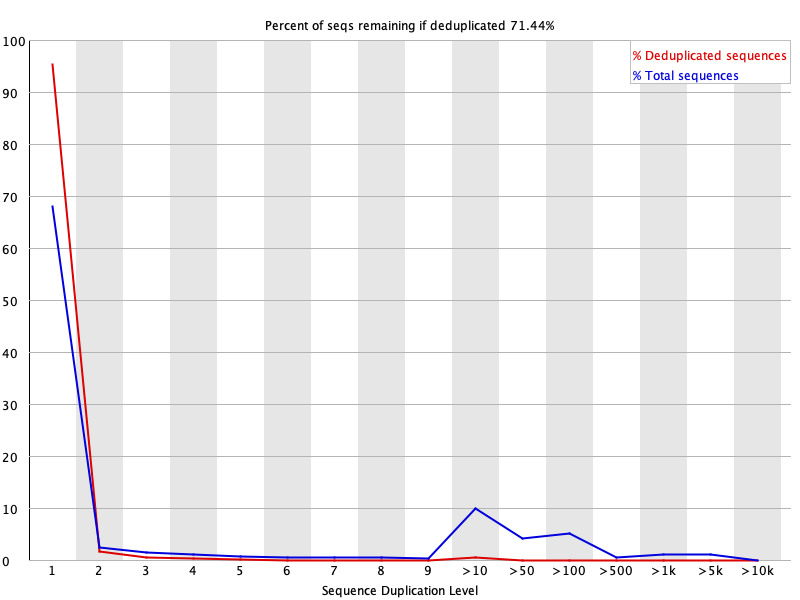 Percent of seqs remaining if deduplicated 71.44%
% Deduplicated sequences
% Total sequences
100
90
80
70
60
50
40
30
20
10
0
1 2 3 4 5 6 7 8 9 >10 >50 >100 >500 >1k >5k >10k
Sequence Duplication Level